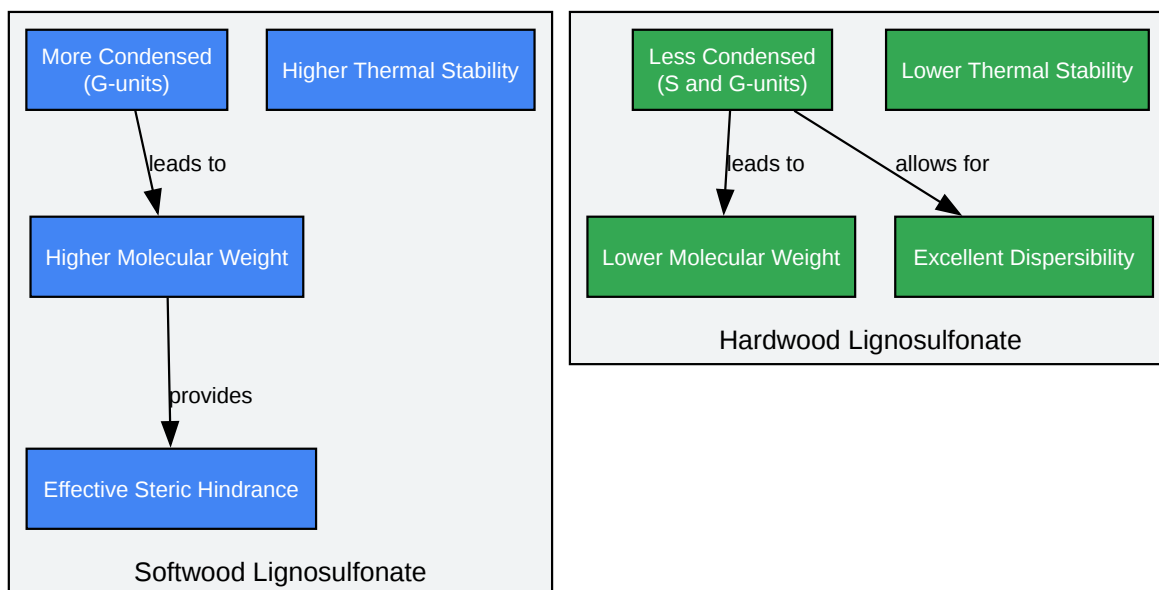 More Condensed
(G-units)
Higher Thermal Stability
leads to
Higher Molecular Weight
provides
Effective Steric Hindrance
Softwood Lignosulfonate
Less Condensed
(S and G-units)
Lower Thermal Stability
leads to
allows for
Lower Molecular Weight
Excellent Dispersibility
Hardwood Lignosulfonate